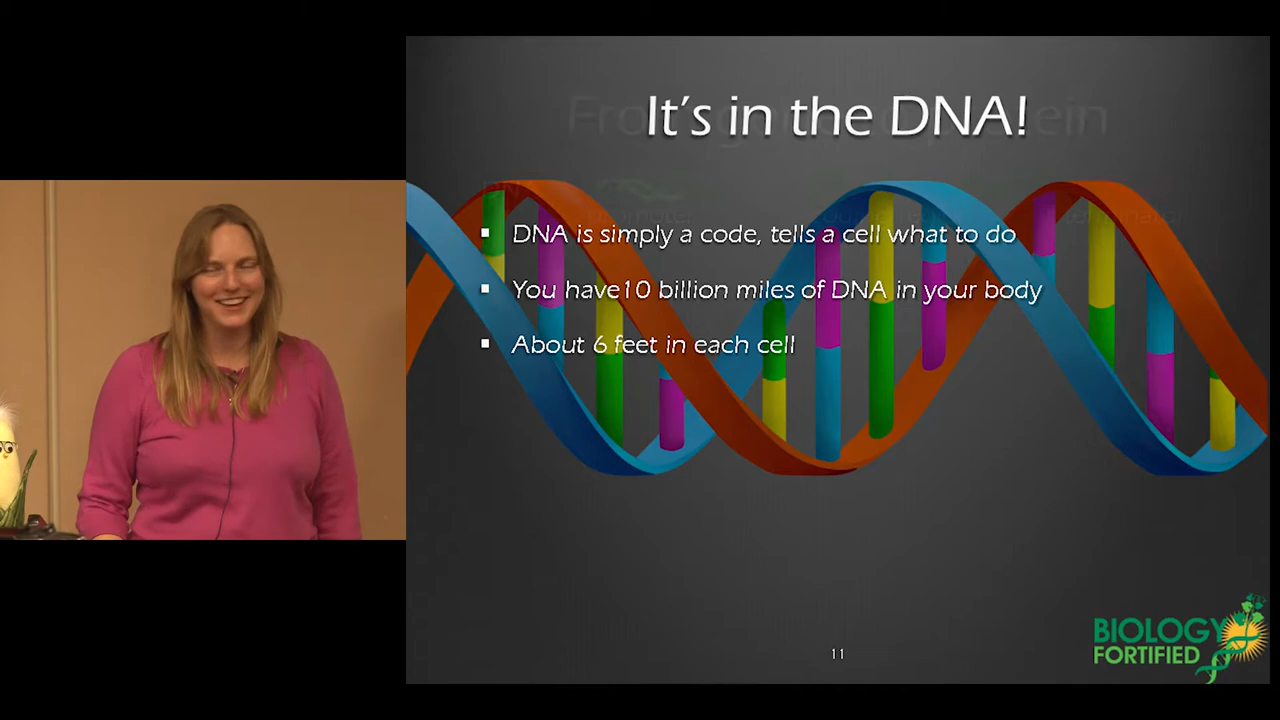 It's in the DNA!
DNA is simply a code, tells a cell what to do
You have10 billion miles of DNA in your body
About 6 feet in each cell
11
BIOLOGY
FORTIFIED